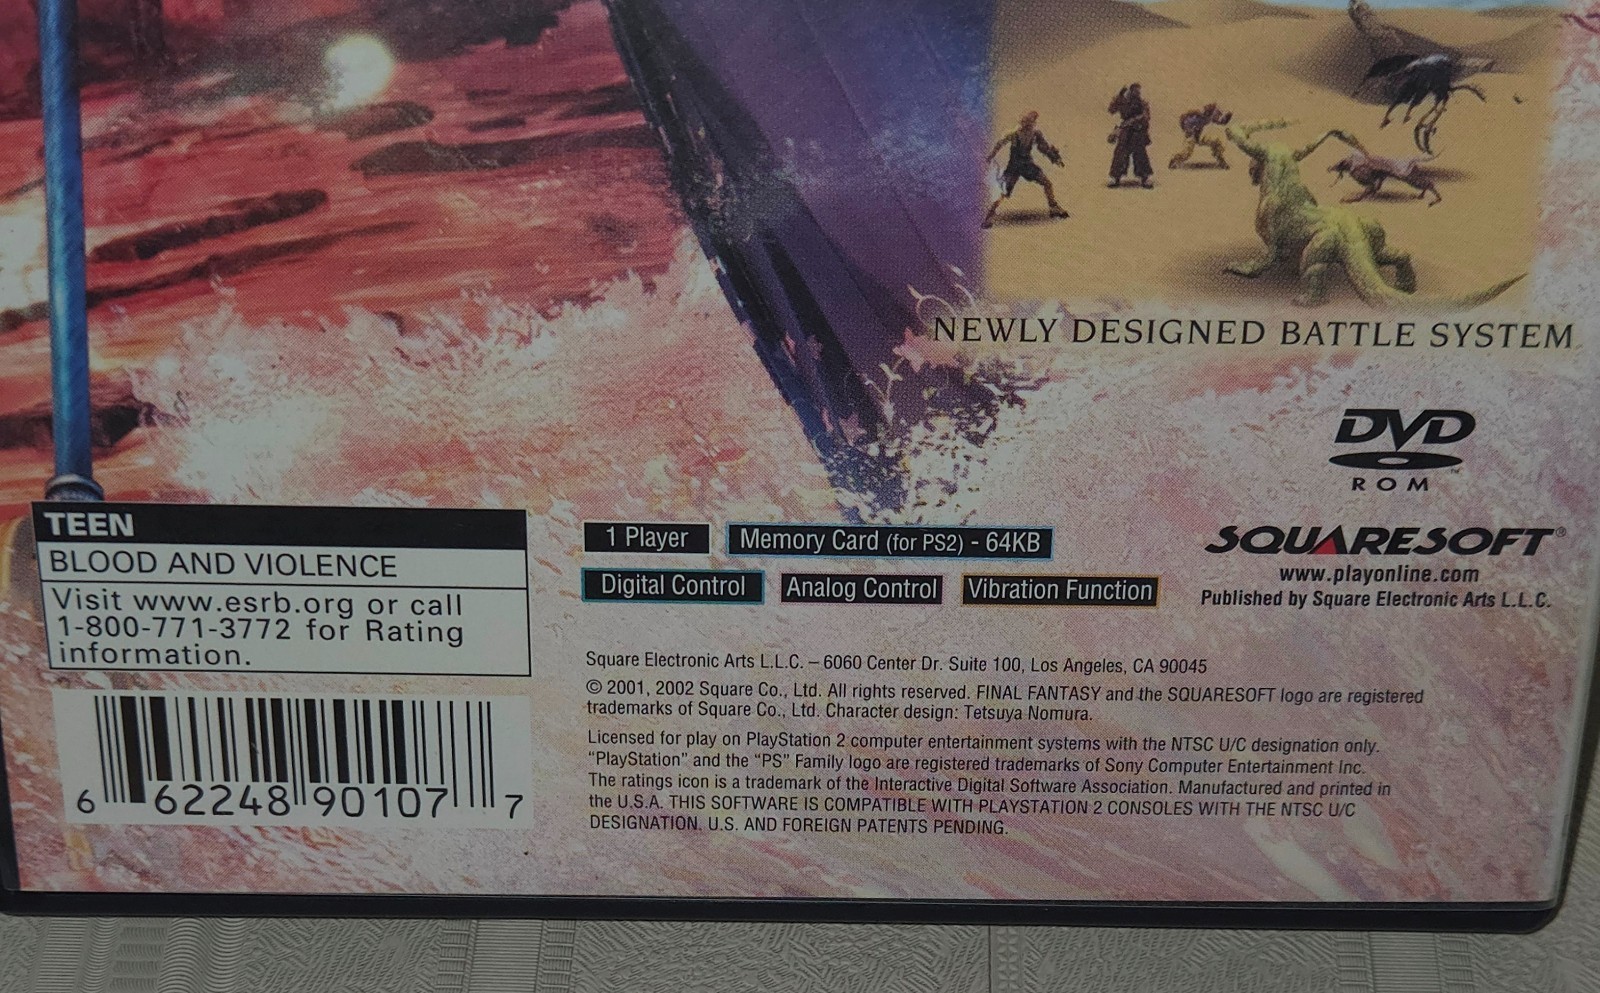 NEWLY DESIGNED BATTLE SYSTEM
DVD
ROM
TEEN
BLOOD AND VIOLENCE
Visit www.esrb.org or call
1-800-771-3772 for Rating
information.
1 Player
Memory Card (for PS2) - 64KB
Digital Control
Analog Control
Vibration Function
SQUARESOFT®
www.playonline.com
Published by Square Electronic Arts L.L.C.
Square Electronic Arts L.L.C. – 6060 Center Dr. Suite 100, Los Angeles, CA 90045
© 2001, 2002 Square Co., Ltd. All rights reserved. FINAL FANTASY and the SQUARESOFT logo are registered
trademarks of Square Co., Ltd. Character design: Tetsuya Nomura.
Licensed for play on PlayStation 2 computer entertainment systems with the NTSC U/C designation only.
“PlayStation” and the “PS” Family logo are registered trademarks of Sony Computer Entertainment Inc.
The ratings icon is a trademark of the Interactive Digital Software Association. Manufactured and printed in
the U.S.A. THIS SOFTWARE IS COMPATIBLE WITH PLAYSTATION 2 CONSOLES WITH THE NTSC U/C
DESIGNATION. U.S. AND FOREIGN PATENTS PENDING.
6 62248 90107 7